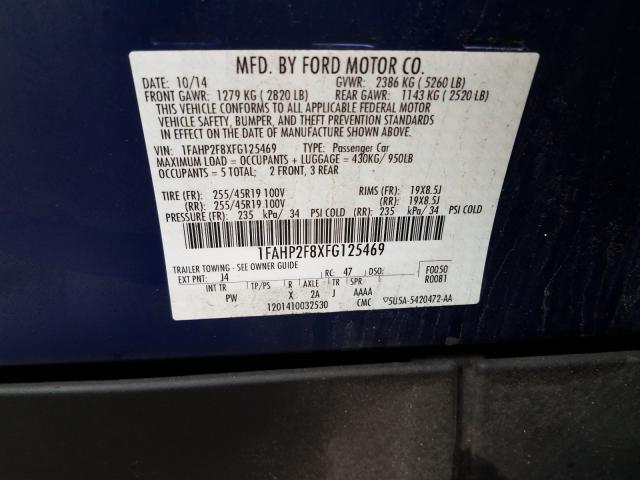 MFD. BY FORD MOTOR CO.
DATE: 10/14 GVWR: 2386 KG ( 5260 LB)
FRONT GAWR: 1279 KG ( 2820 LB) REAR GAWR: 1143 KG ( 2520 LB)
THIS VEHICLE CONFORMS TO ALL APPLICABLE FEDERAL MOTOR
VEHICLE SAFETY, BUMPER, AND THEFT PREVENTION STANDARDS
IN EFFECT ON THE DATE OF MANUFACTURE SHOWN ABOVE.
VIN: 1FAHP2F8XFG125469 TYPE: Passenger Car
MAXIMUM LOAD = OCCUPANTS + LUGGAGE = 430KG/ 950LB
OCCUPANTS = 5 TOTAL; 2 FRONT, 3 REAR
TIRE (FR): 255/45R19 100V RIMS (FR): 19X8.5J
(RR): 255/45R19 100V (RR): 19X8.5J
PRESSURE (FR): 235 kPa/ 34 PSI COLD (RR): 235 kPa/ 34 PSI COLD
1FAHP2F8XFG125469
TRAILER TOWING - SEE OWNER GUIDE
EXT PNT: J4 RC: 47 DSO: F0050
R0081
INT TR TP/PS R AXLE TR SPR
PW X 2A J AAAA
1201410032530 CMC 5U5A-5420472-AA